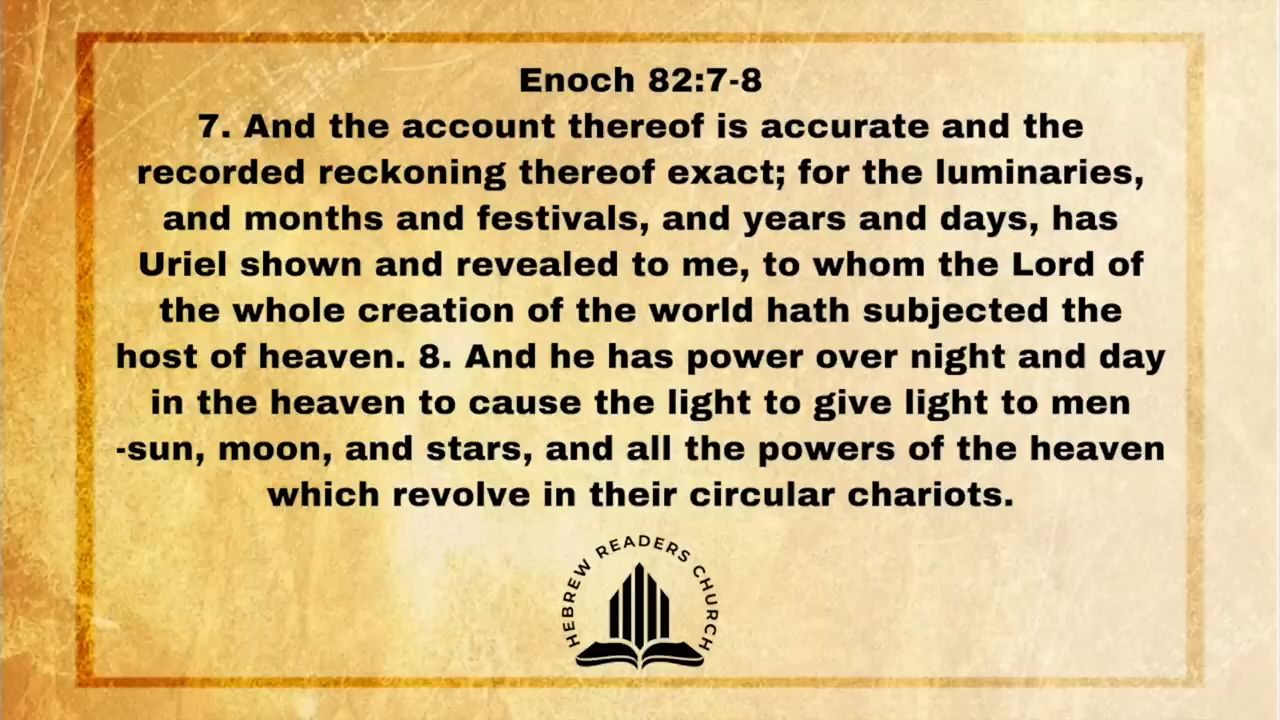 Enoch 82:7-8
7. And the account thereof is accurate and the
recorded reckoning thereof exact; for the luminaries,
and months and festivals, and years and days, has
Uriel shown and revealed to me, to whom the Lord of
the whole creation of the world hath subjected the
host of heaven. 8. And he has power over night and day
in the heaven to cause the light to give light to men
-sun, moon, and stars, and all the powers of the heaven
which revolve in their circular chariots.
HEBREW READERS CHURCH